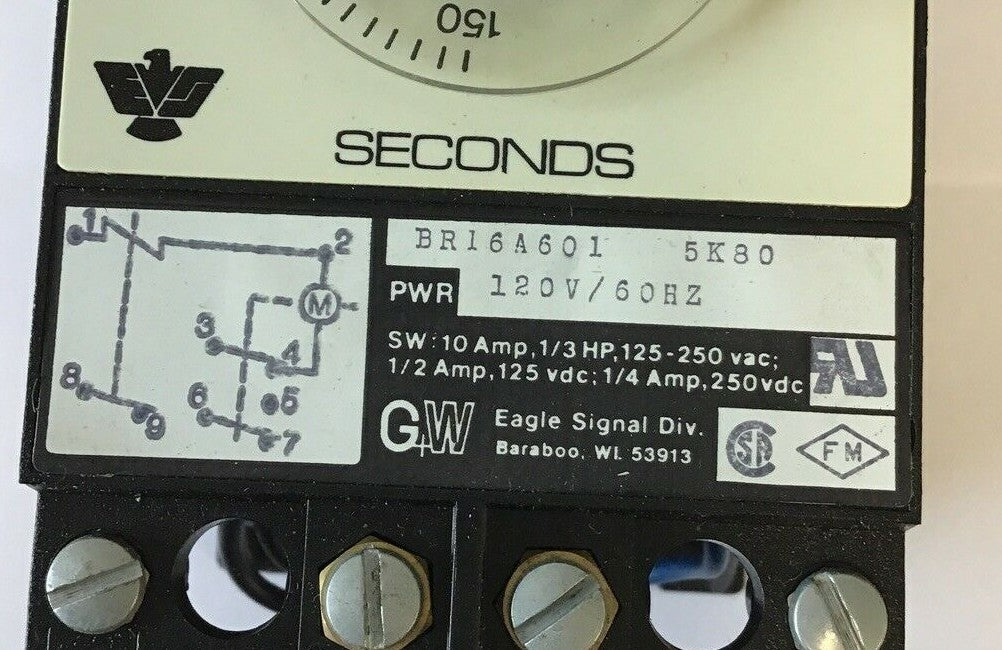 150
EVS
SECONDS
1
2
M
3
4
5
6
7
8
9
BR16A601 5K80
PWR 120V/60HZ
SW: 10 Amp, 1/3 HP, 125-250 vac;
1/2 Amp, 125 vdc; 1/4 Amp, 250vdc
G+W Eagle Signal Div.
Baraboo, WI. 53913
SA
FM